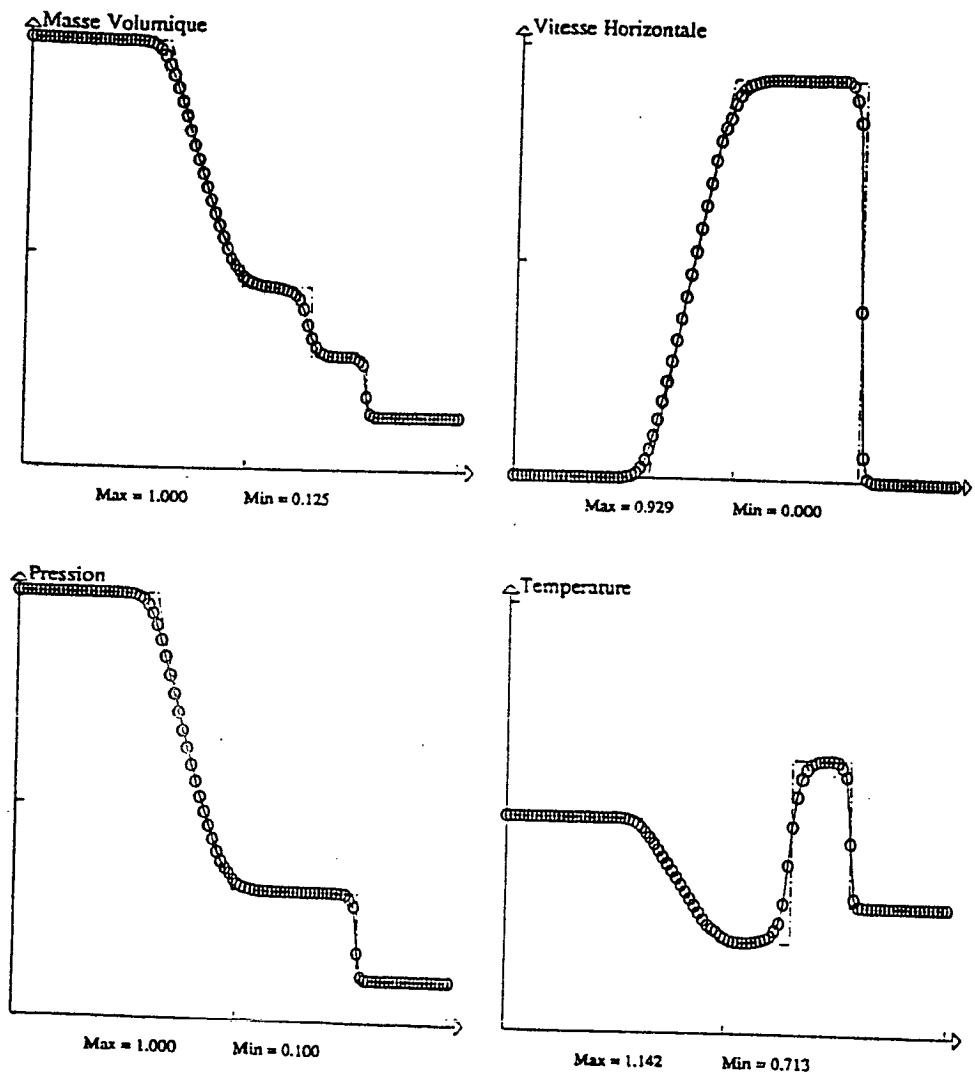 Masse Volumique
Max = 1.000 Min = 0.125
Vitesse Horizontale
Max = 0.929 Min = 0.000
Pression
Max = 1.000 Min = 0.100
Temperature
Max = 1.142 Min = 0.713